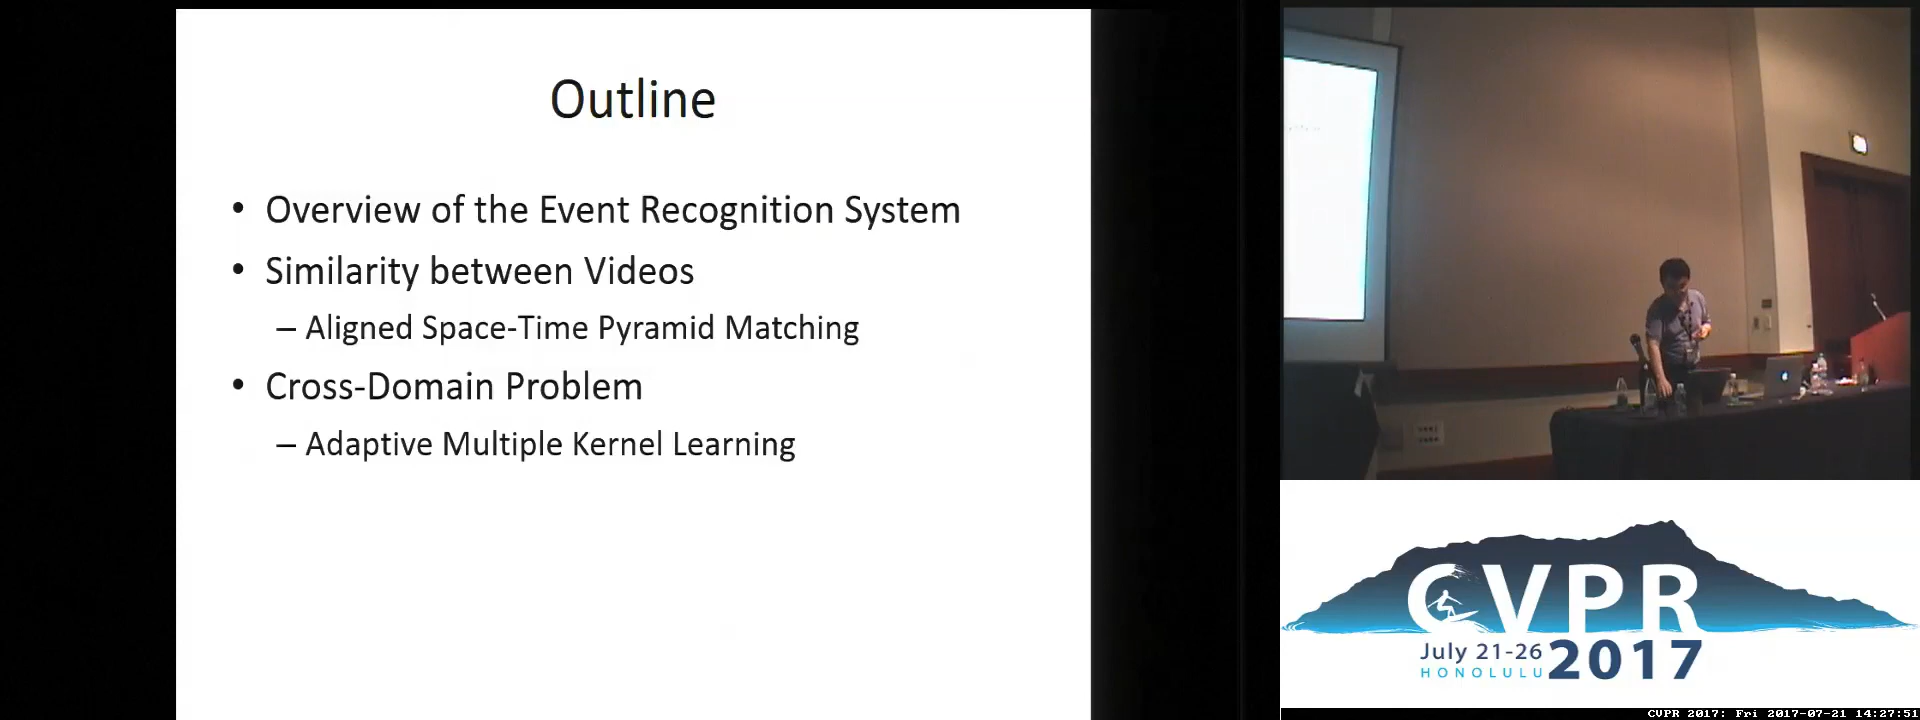 Outline
• Overview of the Event Recognition System
• Similarity between Videos
– Aligned Space-Time Pyramid Matching
• Cross-Domain Problem
– Adaptive Multiple Kernel Learning
CVPR
July 21-26
HONOLULU
2017
CVPR 2017: Fri 2017-07-21 14:27:51